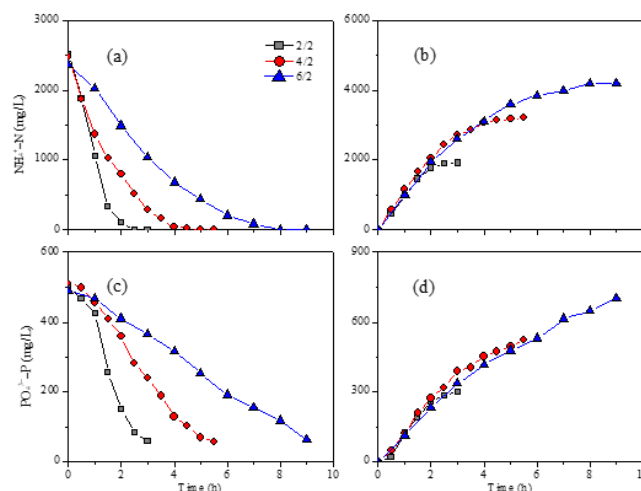 3000
2000
1000
0
NH₄⁺-N (mg/L)
(a)
2/2
4/2
6/2
6000
4000
2000
0
(b)
600
400
200
0
PO₄³⁻-P (mg/L)
(c)
0 2 4 6 8 10
Time (h)
900
600
300
0
(d)
0 2 4 6 8 10
Time (h)